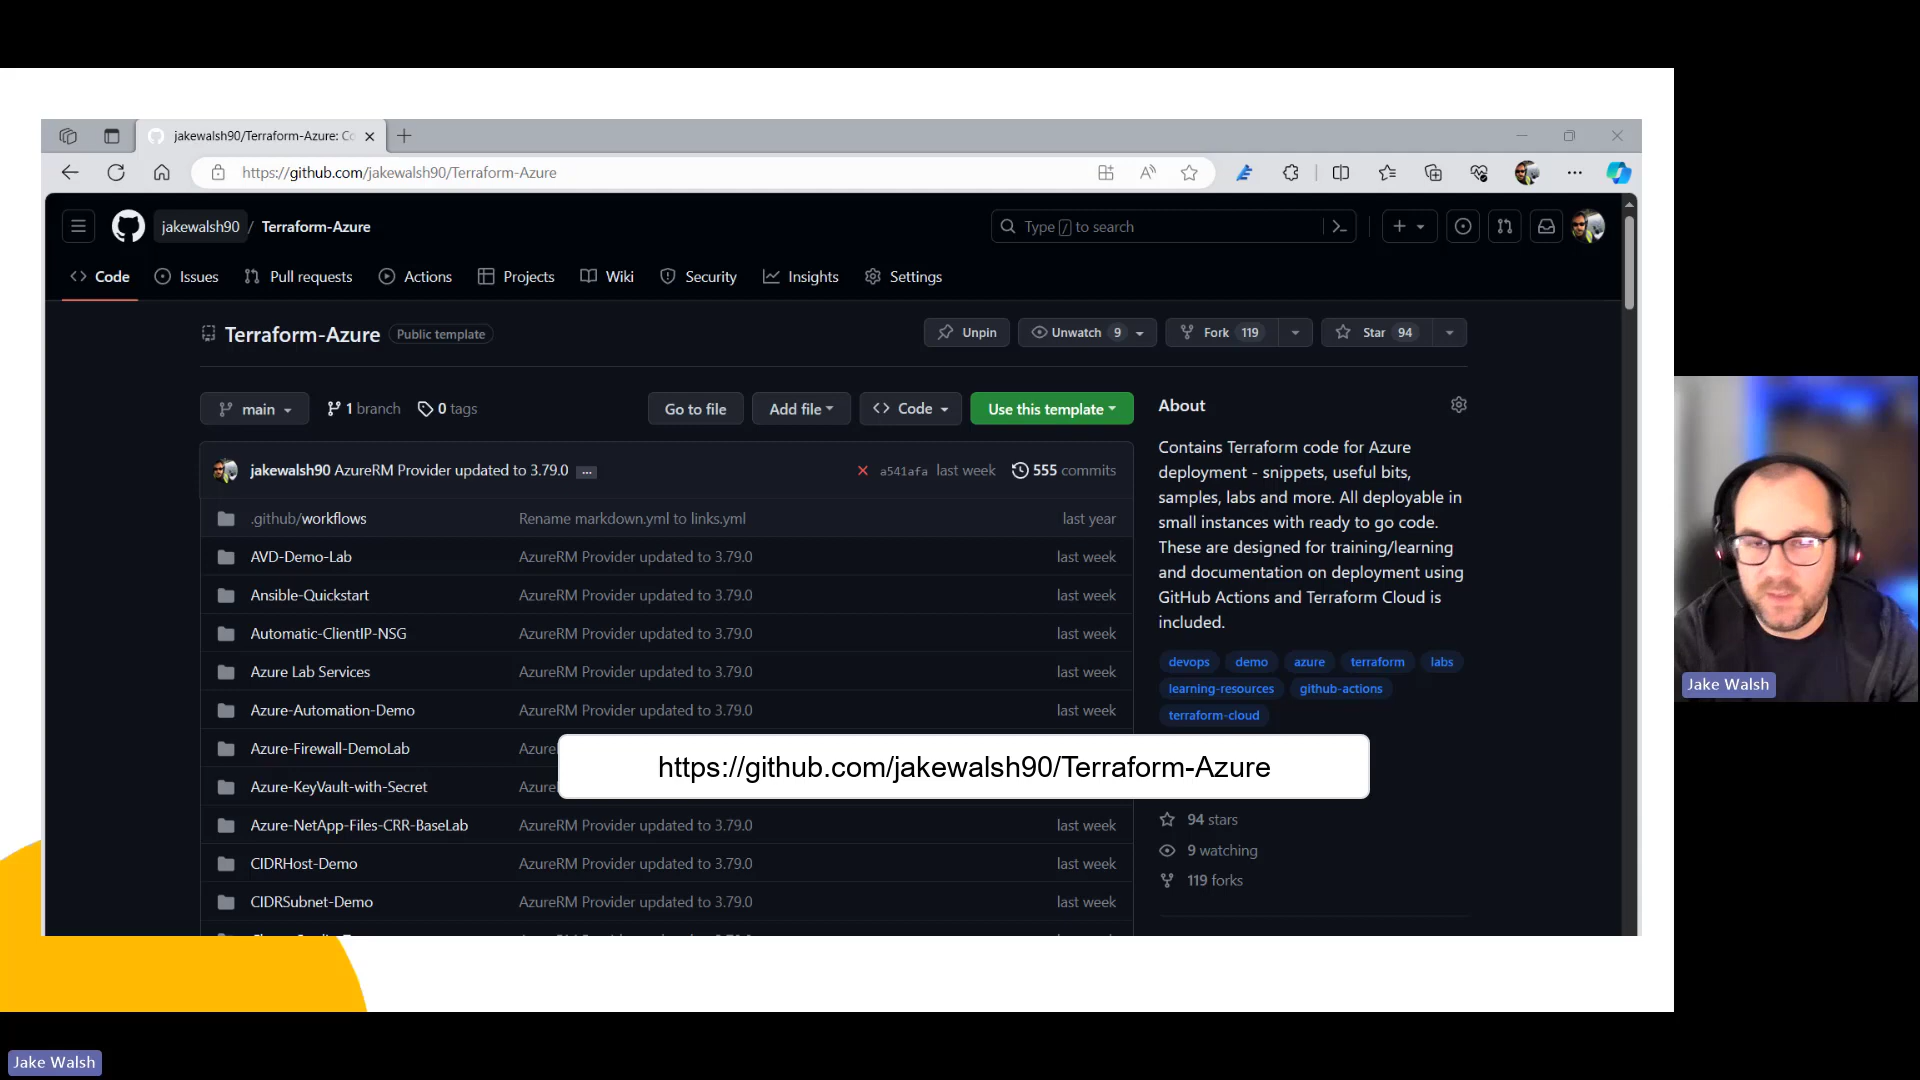 jakewalsh90/Terraform-Azure: Co
https://github.com/jakewalsh90/Terraform-Azure
jakewalsh90 / Terraform-Azure
Type / to search
Code Issues Pull requests Actions Projects Wiki Security Insights Settings
Terraform-Azure Public template
Unpin Unwatch 9 Fork 119 Star 94
main 1 branch 0 tags Go to file Add file Code Use this template
jakewalsh90 AzureRM Provider updated to 3.79.0 ... a541afa last week 555 commits
.github/workflows Rename markdown.yml to links.yml last year
AVD-Demo-Lab AzureRM Provider updated to 3.79.0 last week
Ansible-Quickstart AzureRM Provider updated to 3.79.0 last week
Automatic-ClientIP-NSG AzureRM Provider updated to 3.79.0 last week
Azure Lab Services AzureRM Provider updated to 3.79.0 last week
Azure-Automation-Demo AzureRM Provider updated to 3.79.0 last week
Azure-Firewall-DemoLab Azure
Azure-KeyVault-with-Secret Azure
Azure-NetApp-Files-CRR-BaseLab AzureRM Provider updated to 3.79.0 last week
CIDRHost-Demo AzureRM Provider updated to 3.79.0 last week
CIDRSubnet-Demo AzureRM Provider updated to 3.79.0 last week
About
Contains Terraform code for Azure
deployment - snippets, useful bits,
samples, labs and more. All deployable in
small instances with ready to go code.
These are designed for training/learning
and documentation on deployment using
GitHub Actions and Terraform Cloud is
included.
devops demo azure terraform labs
learning-resources github-actions
terraform-cloud
https://github.com/jakewalsh90/Terraform-Azure
94 stars
9 watching
119 forks
Jake Walsh
Jake Walsh